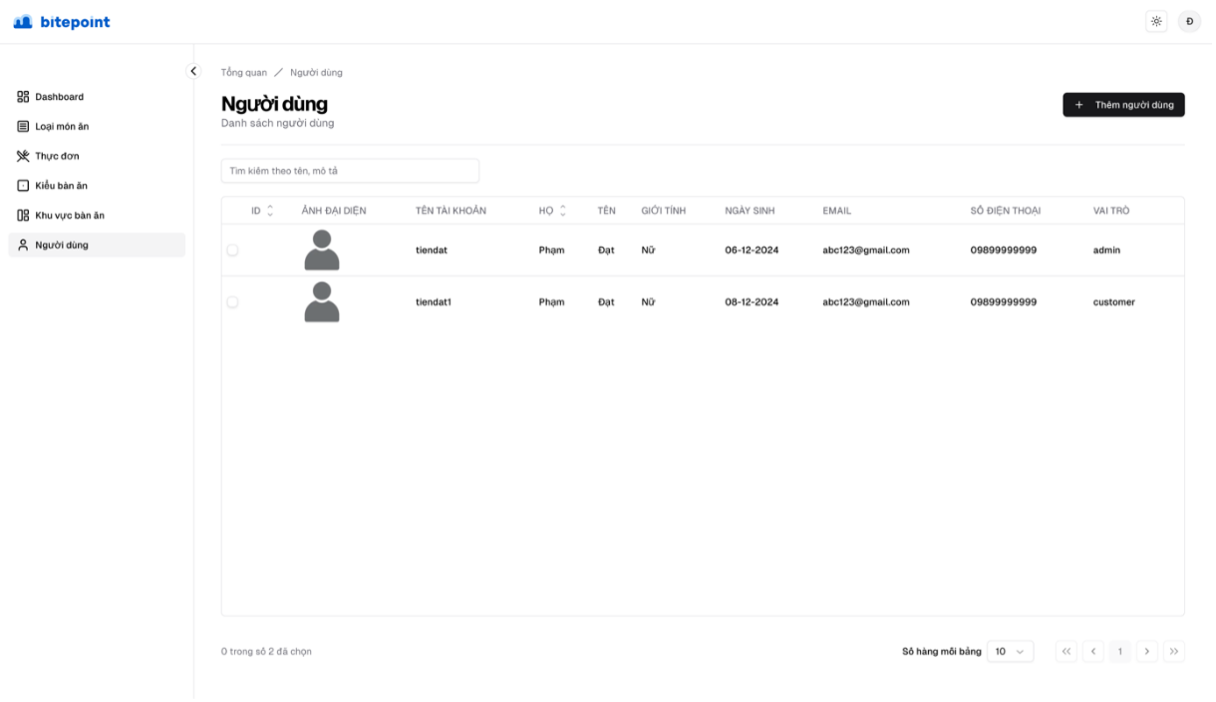 bitepoint
Đ
Tổng quan / Người dùng
Dashboard
Loại món ăn
Thực đơn
Kiểu bàn ăn
Khu vực bàn ăn
Người dùng
Người dùng
Danh sách người dùng
+ Thêm người dùng
Tìm kiếm theo tên, mô tả
ID ẢNH ĐẠI DIỆN TÊN TÀI KHOẢN HỌ TÊN GIỚI TÍNH NGÀY SINH EMAIL SỐ ĐIỆN THOẠI VAI TRÒ
tiendat Phạm Đạt Nữ 06-12-2024 abc123@gmail.com 09899999999 admin
tiendat1 Phạm Đạt Nữ 08-12-2024 abc123@gmail.com 09899999999 customer
0 trong số 2 đã chọn
Số hàng mỗi bảng 10 1